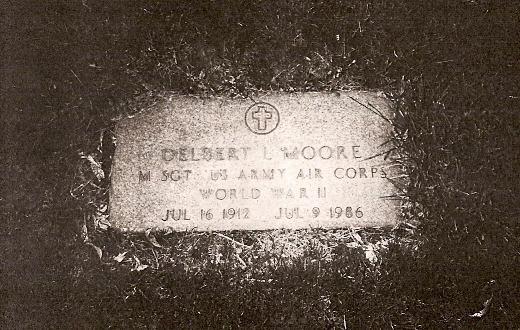 DELBERT L MOORE
M SGT US ARMY AIR CORPS
WORLD WAR II
JUL 16 1912 JUL 9 1986